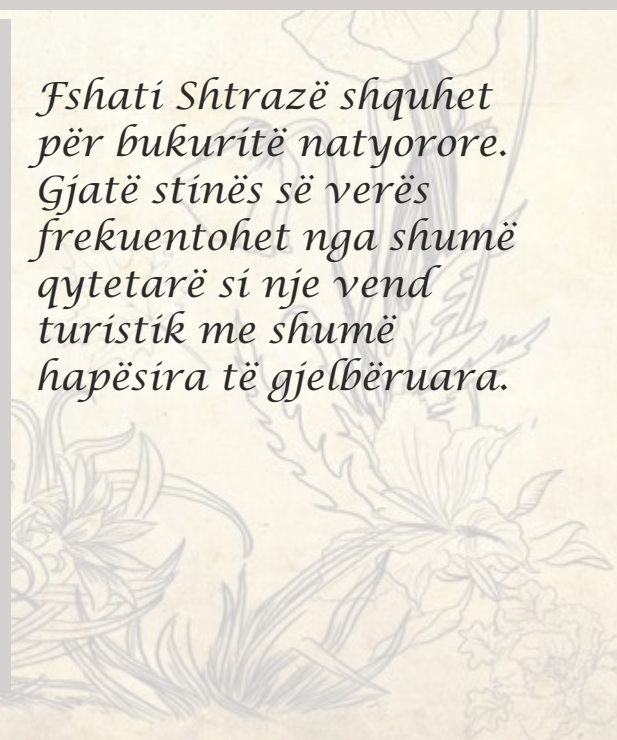 Fshati Shtrazë shquhet
për bukuritë natyorore.
Gjatë stinës së verës
frekuentohet nga shumë
qytetarë si nje vend
turistik me shumë
hapësira të gjelbëruara.